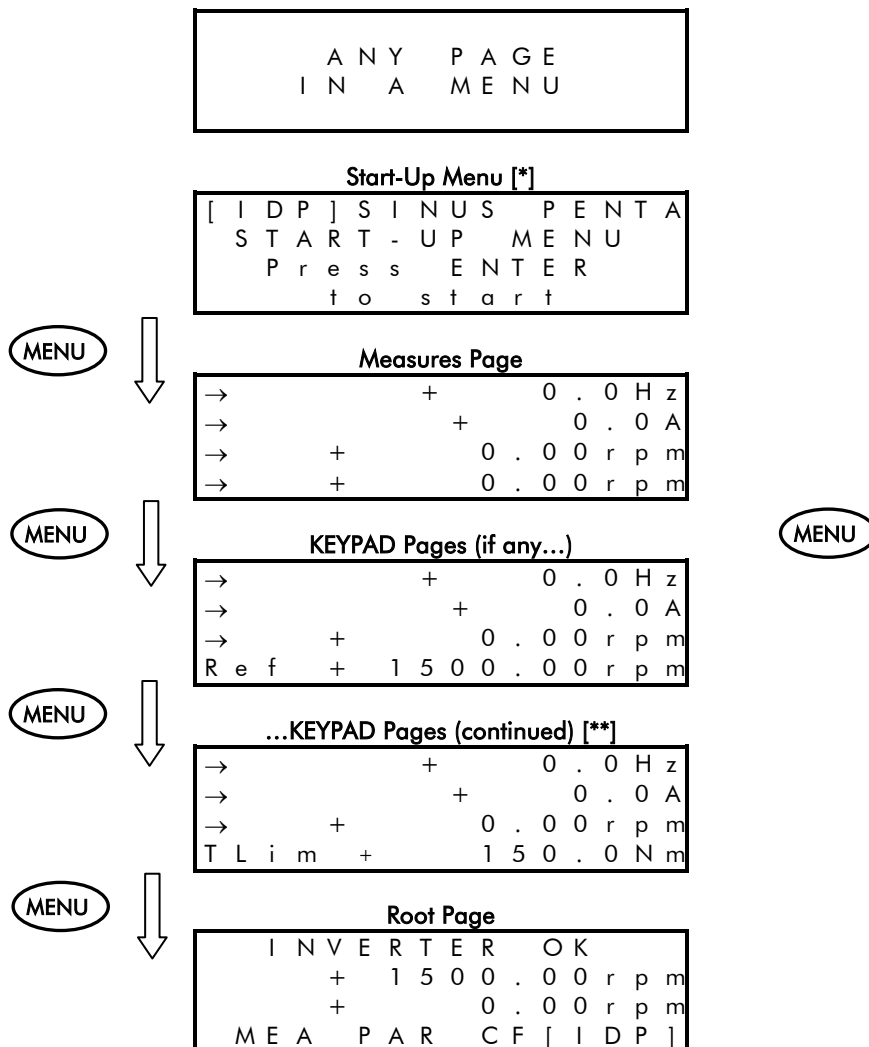 ANY PAGE
IN A MENU
Start-Up Menu [*]
[IDP]SINUS PENTA
START-UP MENU
Press ENTER
to start
MENU
Measures Page
→ + 0.0Hz
→ + 0.0A
→ + 0.00rpm
→ + 0.00rpm
MENU
KEYPAD Pages (if any…)
MENU
→ + 0.0Hz
→ + 0.0A
→ + 0.00rpm
Ref + 1500.00rpm
MENU
…KEYPAD Pages (continued) [**]
→ + 0.0Hz
→ + 0.0A
→ + 0.00rpm
TLim + 150.0Nm
MENU
Root Page
INVERTER OK
+ 1500.00rpm
+ 0.00rpm
MEA PAR CF[IDP]